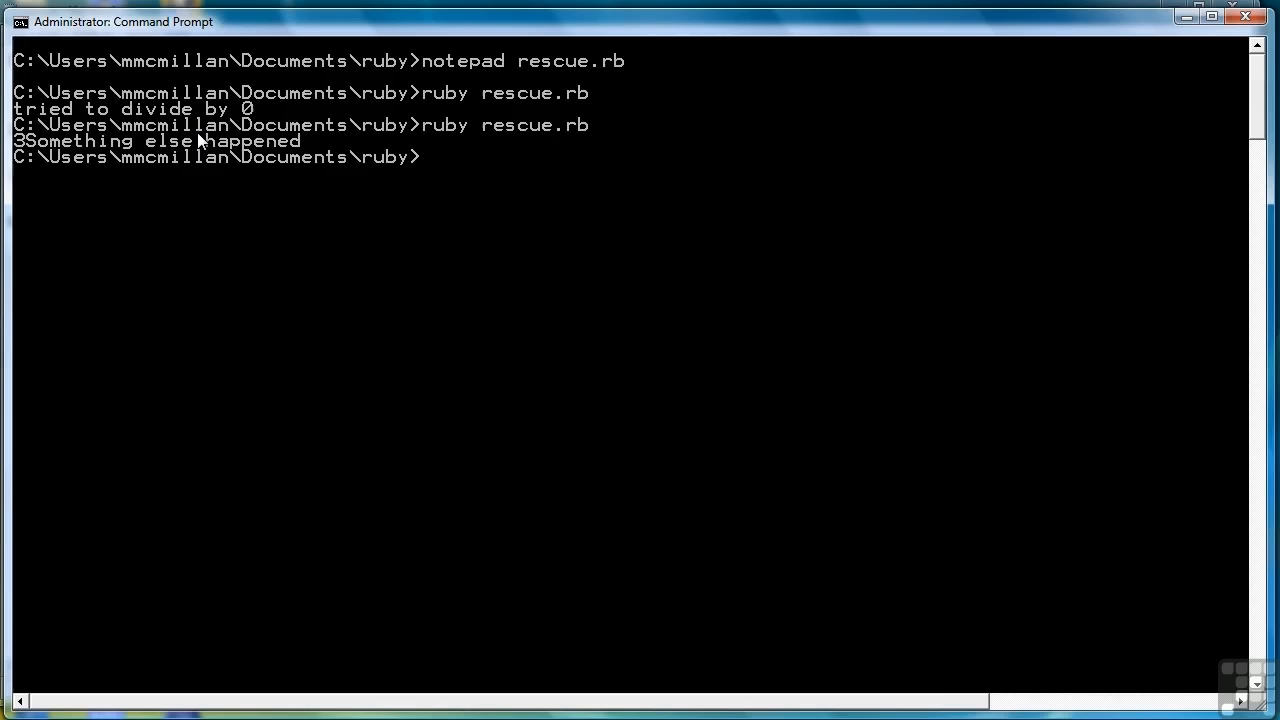 Administrator: Command Prompt
C:\Users\mmcmillan\Documents\ruby>notepad rescue.rb
C:\Users\mmcmillan\Documents\ruby>ruby rescue.rb
tried to divide by 0
C:\Users\mmcmillan\Documents\ruby>ruby rescue.rb
3Something else happened
C:\Users\mmcmillan\Documents\ruby>